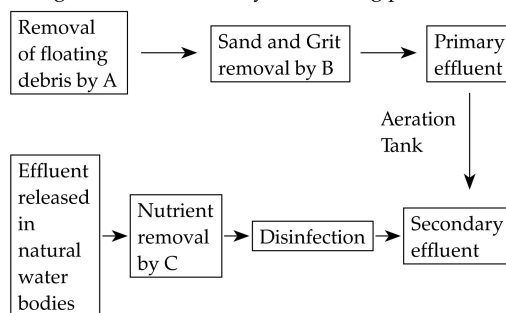 Removal
of floating
debris by A
Sand and Grit
removal by B
Primary
effluent
Aeration
Tank
Effluent
released
in
natural
water
bodies
Nutrient
removal
by C
Disinfection
Secondary
effluent